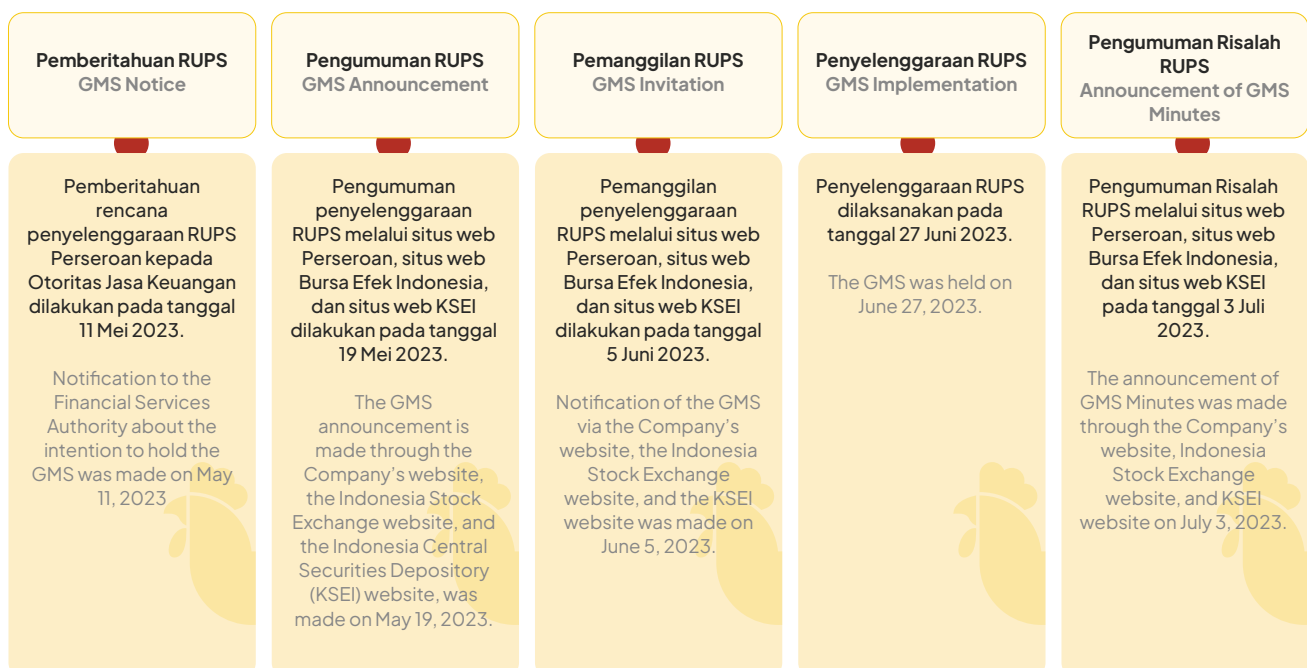 Pemberitahuan RUPS
GMS Notice
Pemberitahuan
rencana
penyelenggaraan RUPS
Perseroan kepada
Otoritas Jasa Keuangan
dilakukan pada tanggal
11 Mei 2023.
Notification to the
Financial Services
Authority about the
intention to hold the
GMS was made on May
11, 2023
Pengumuman RUPS
GMS Announcement
Pengumuman
penyelenggaraan
RUPS melalui situs web
Perseroan, situs web
Bursa Efek Indonesia,
dan situs web KSEI
dilakukan pada tanggal
19 Mei 2023.
The GMS
announcement is
made through the
Company's website,
the Indonesia Stock
Exchange website, and
the Indonesia Central
Securities Depository
(KSEI) website, was
made on May 19, 2023.
Pemanggilan RUPS
GMS Invitation
Pemanggilan
penyelenggaraan
RUPS melalui situs web
Perseroan, situs web
Bursa Efek Indonesia,
dan situs web KSEI
dilakukan pada tanggal
5 Juni 2023.
Notification of the GMS
via the Company's
website, the Indonesia
Stock Exchange
website, and the KSEI
website was made on
June 5, 2023.
Penyelenggaraan RUPS
GMS Implementation
Penyelenggaraan RUPS
dilaksanakan pada
tanggal 27 Juni 2023.
The GMS was held on
June 27, 2023.
Pengumuman Risalah
RUPS
Announcement of GMS
Minutes
Pengumuman Risalah
RUPS melalui situs web
Perseroan, situs web
Bursa Efek Indonesia,
dan situs web KSEI
pada tanggal 3 Juli
2023.
The announcement of
GMS Minutes was made
through the Company's
website, Indonesia
Stock Exchange
website, and KSEI
website on July 3, 2023.